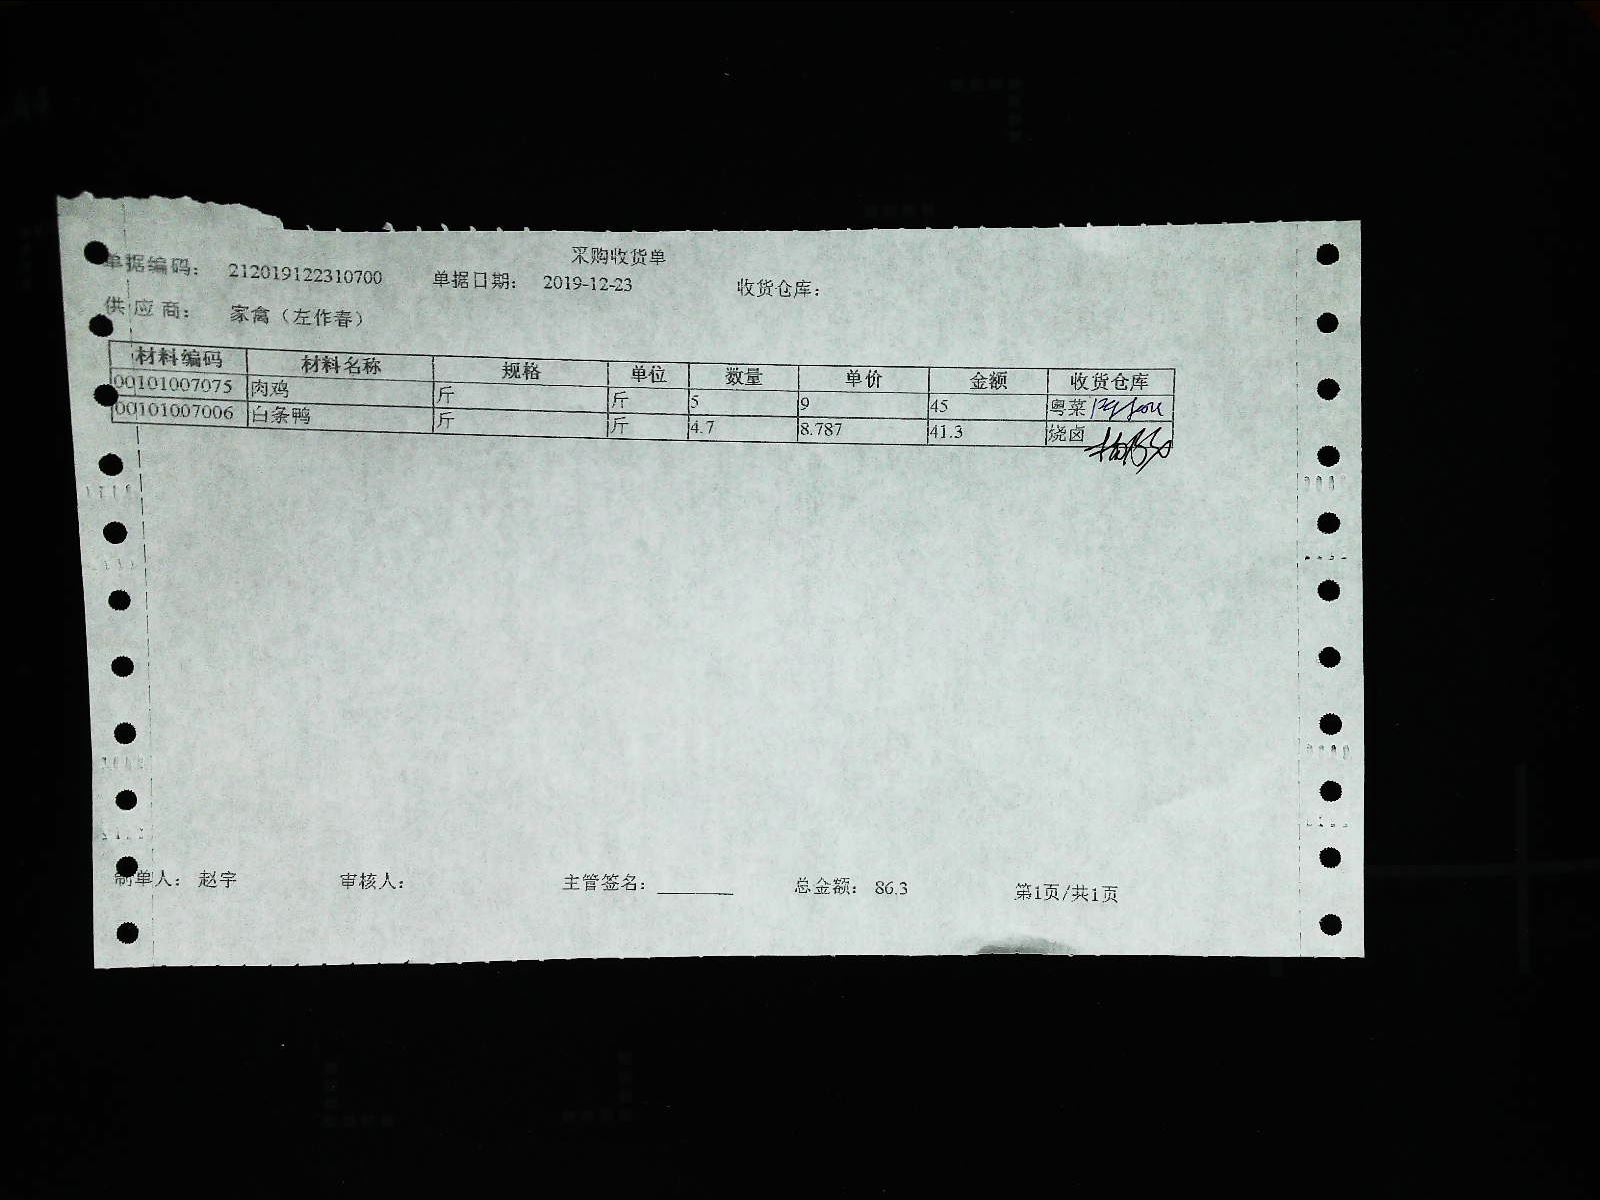 采购收货单
单据编码： 212019122310700 单据日期： 2019-12-23 收货仓库：
供应商： 家禽（左作春）
材料编码 材料名称 规格 单位 数量 单价 金额 收货仓库
00101007075 肉鸡 斤 斤 5 9 45 粤菜
00101007006 白条鸭 斤 斤 4.7 8.787 41.3 烧卤
制单人： 赵宇 审核人： 主管签名： 总金额： 86.3 第1页/共1页